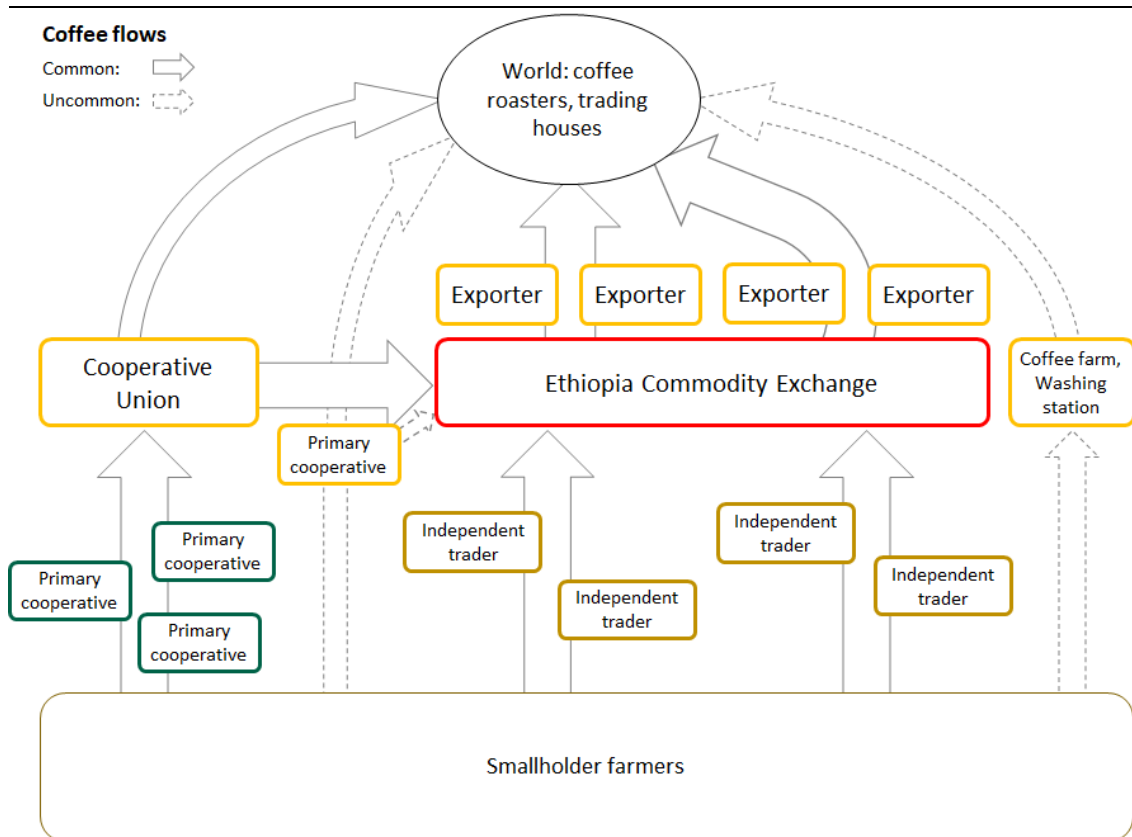 Coffee flows
Common:
Uncommon:
World: coffee
roasters, trading
houses
Exporter
Exporter
Exporter
Exporter
Cooperative
Union
Ethiopia Commodity Exchange
Coffee farm,
Washing
station
Primary
cooperative
Independent
trader
Independent
trader
Primary
cooperative
Primary
cooperative
Independent
trader
Independent
trader
Primary
cooperative
Smallholder farmers